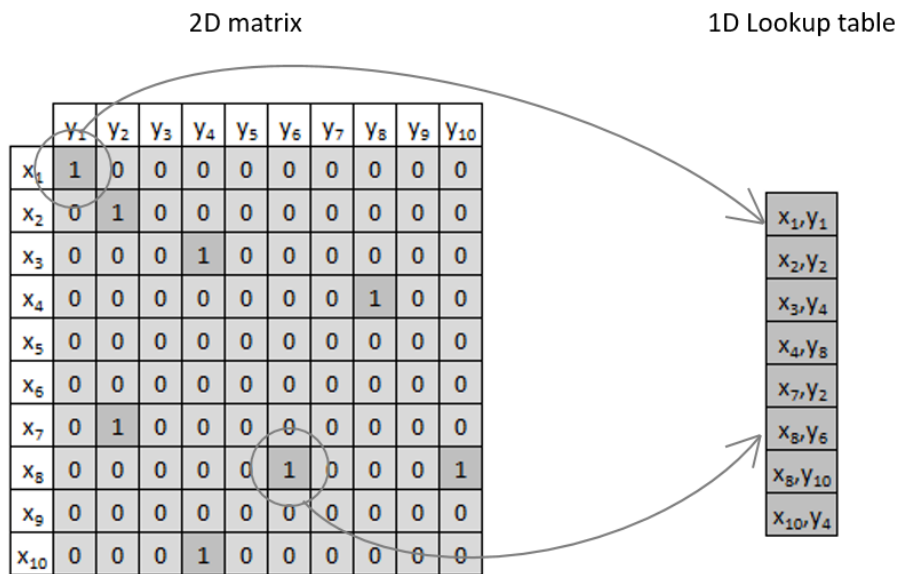 2D matrix
1D Lookup table
y₁ y₂ y₃ y₄ y₅ y₆ y₇ y₈ y₉ y₁₀
x₁ 1 0 0 0 0 0 0 0 0 0
x₂ 0 1 0 0 0 0 0 0 0 0
x₃ 0 0 0 1 0 0 0 0 0 0
x₄ 0 0 0 0 0 0 0 1 0 0
x₅ 0 0 0 0 0 0 0 0 0 0
x₆ 0 0 0 0 0 0 0 0 0 0
x₇ 0 1 0 0 0 0 0 0 0 0
x₈ 0 0 0 0 0 1 0 0 0 1
x₉ 0 0 0 0 0 0 0 0 0 0
x₁₀ 0 0 0 1 0 0 0 0 0 0
x₁,y₁
x₂,y₂
x₃,y₄
x₄,y₈
x₇,y₂
x₈,y₆
x₈,y₁₀
x₁₀,y₄